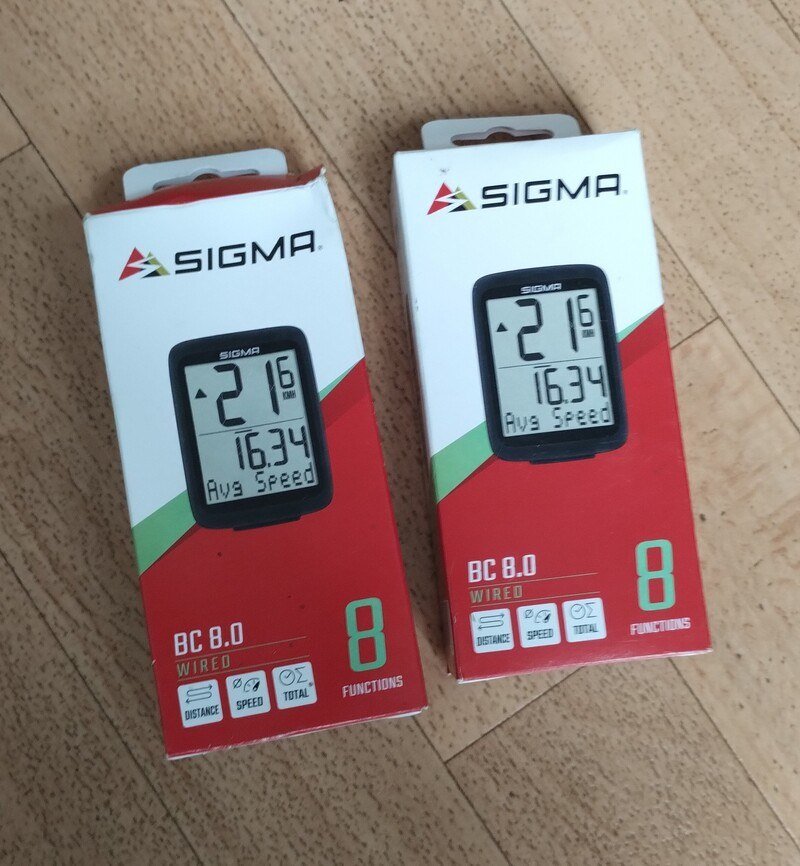 SIGMA®
SIGMA
21 6
KMH
16.34
Avg Speed
BC 8.0
WIRED
DISTANCE
Ø
SPEED
Σ
TOTAL
8
FUNCTIONS
SIGMA®
SIGMA
21 6
KMH
16.34
Avg Speed
BC 8.0
WIRED
DISTANCE
Ø
SPEED
Σ
TOTAL
8
FUNCTIONS